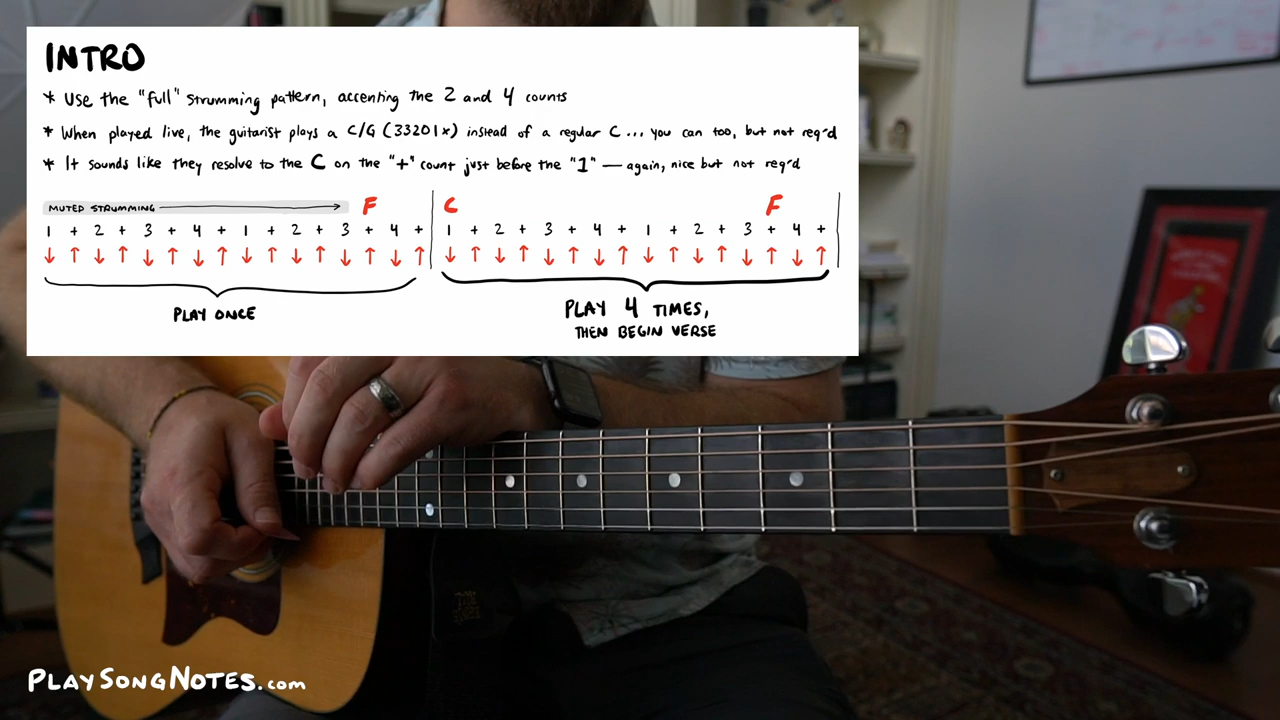 INTRO
* Use the "full" strumming pattern, accenting the 2 and 4 counts
* When played live, the guitarist plays a C/G (33201x) instead of a regular C... you can too, but not req'd
* It sounds like they resolve to the C on the "+" count just before the "1" — again, nice but not req'd
MUTED STRUMMING → F C F
1 + 2 + 3 + 4 + 1 + 2 + 3 + 4 + 1 + 2 + 3 + 4 + 1 + 2 + 3 + 4 +
↓ ↑ ↓ ↑ ↓ ↑ ↓ ↑ ↓ ↑ ↓ ↑ ↓ ↑ ↓ ↑ ↓ ↑ ↓ ↑ ↓ ↑ ↓ ↑ ↓ ↑ ↓ ↑ ↓ ↑ ↓ ↑
PLAY ONCE
PLAY 4 TIMES,
THEN BEGIN VERSE
PLAYSONGNOTES.com